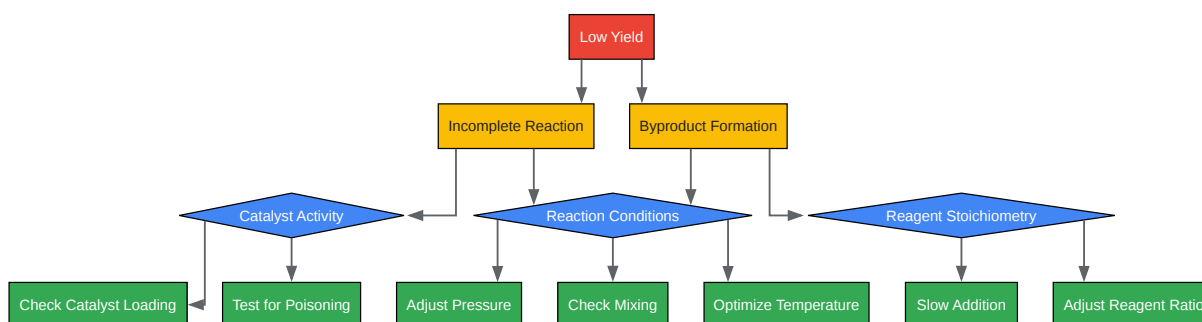 Low Yield
Incomplete Reaction
Byproduct Formation
Catalyst Activity
Reaction Conditions
Reagent Stoichiometry
Check Catalyst Loading
Test for Poisoning
Adjust Pressure
Check Mixing
Optimize Temperature
Slow Addition
Adjust Reagent Ratio